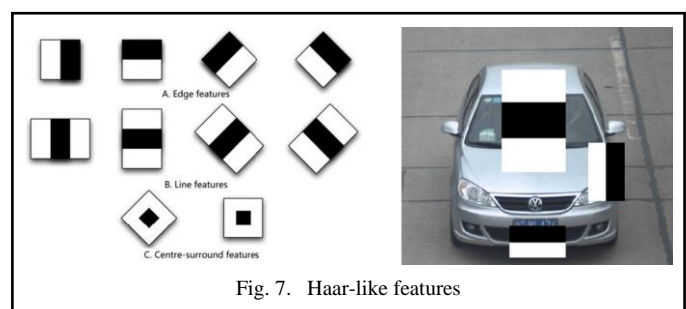 A. Edge features
B. Line features
C. Centre-surround features
Fig. 7. Haar-like features